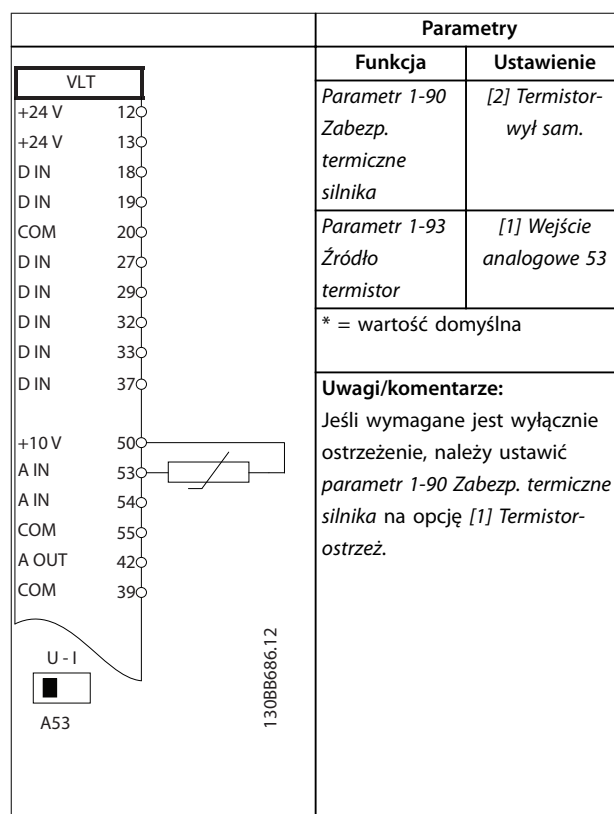 VLT
+24 V 12
+24 V 13
D IN 18
D IN 19
COM 20
D IN 27
D IN 29
D IN 32
D IN 33
D IN 37
+10 V 50
A IN 53
A IN 54
COM 55
A OUT 42
COM 39
U - I
A53
130BB686.12
Parametry
Funkcja Ustawienie
Parametr 1-90 [2] Termistor-
Zabezp. wył sam.
termiczne
silnika
Parametr 1-93 [1] Wejście
Źródło analogowe 53
termistor
* = wartość domyślna
Uwagi/komentarze:
Jeśli wymagane jest wyłącznie
ostrzeżenie, należy ustawić
parametr 1-90 Zabezp. termiczne
silnika na opcję [1] Termistor-
ostrzeż.